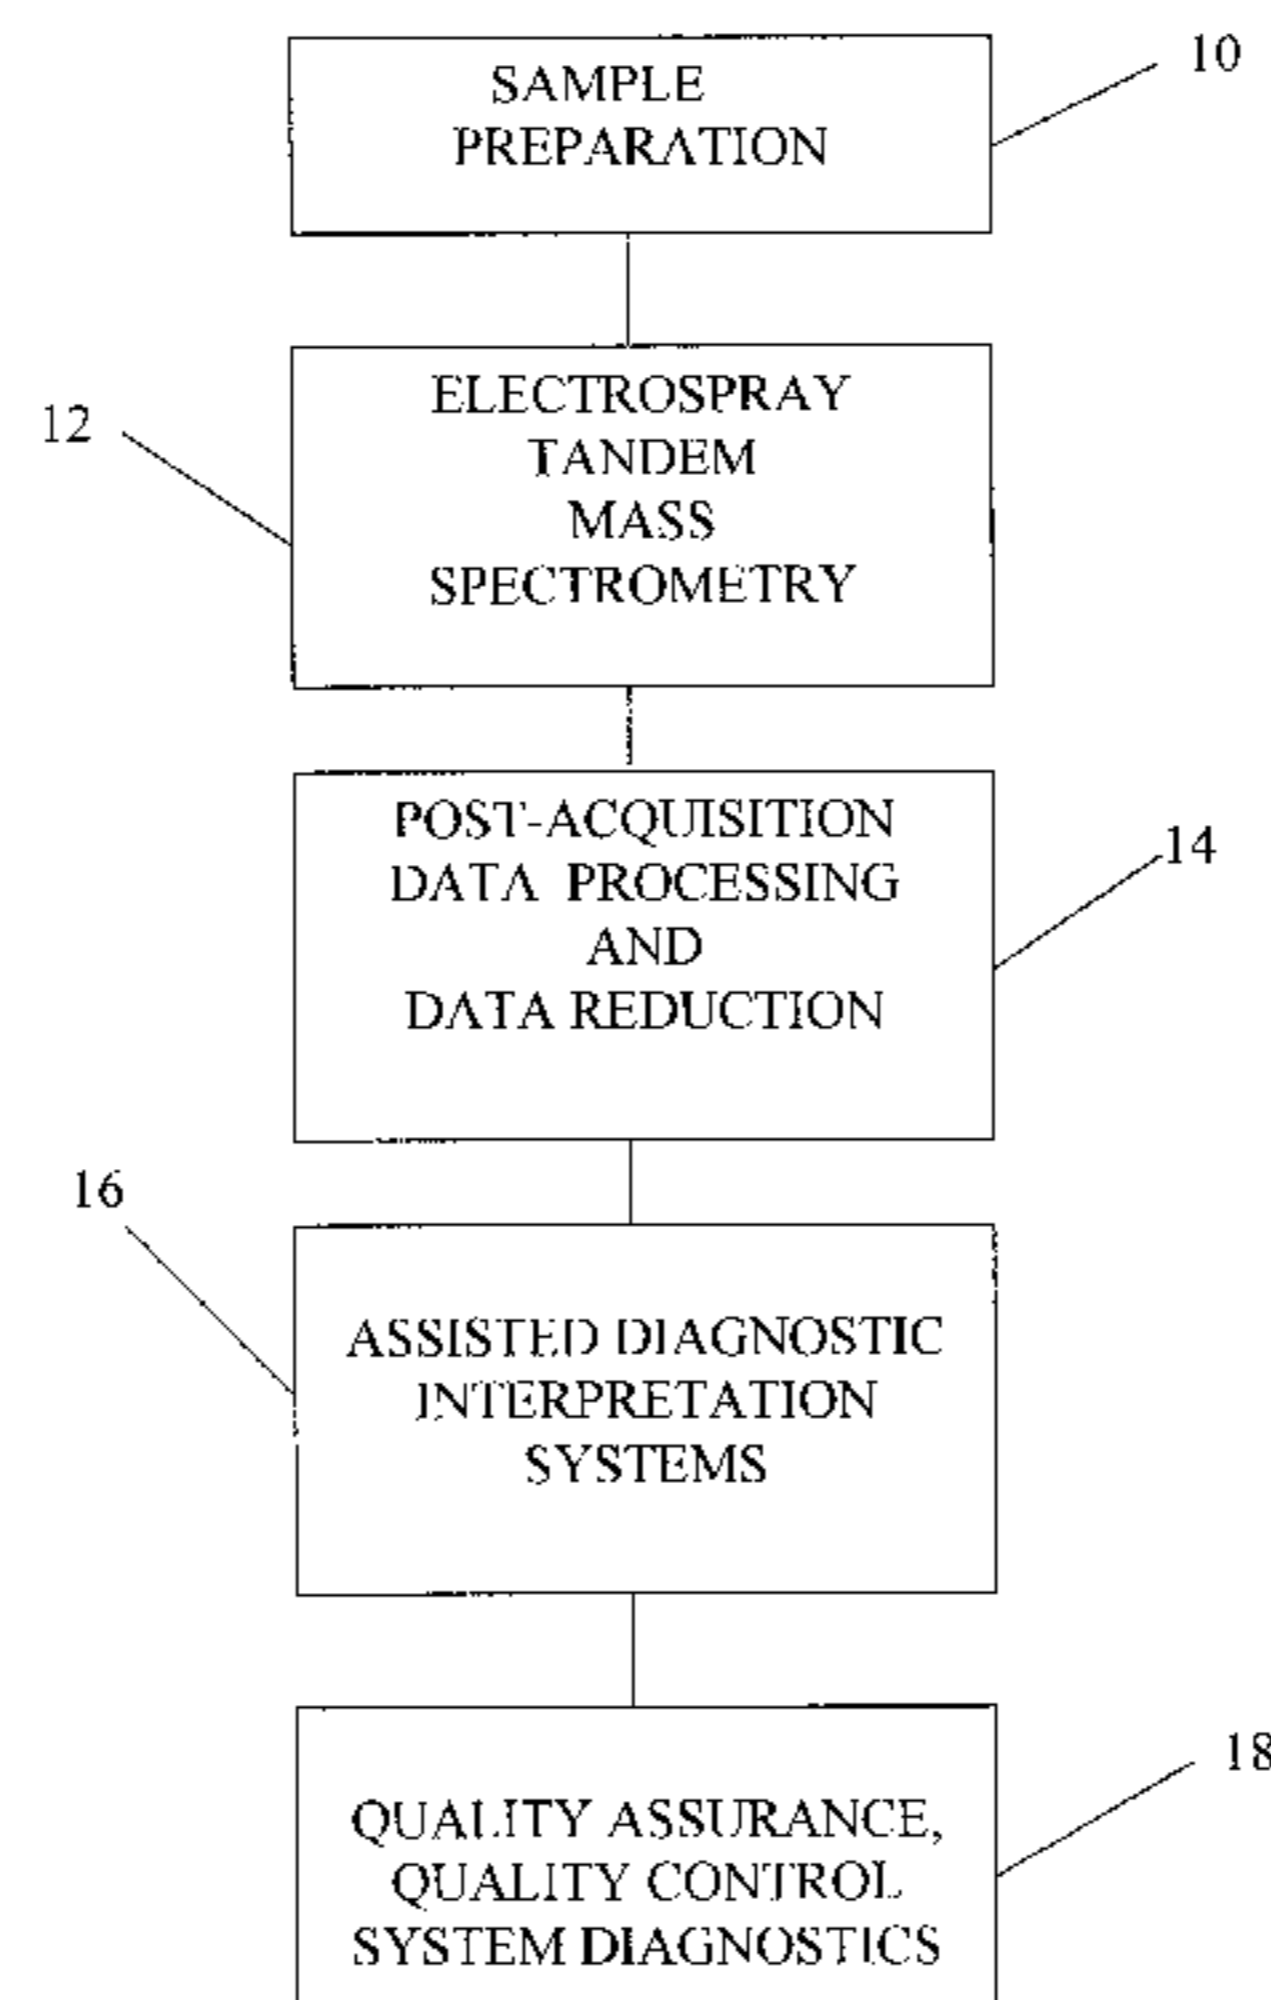 SAMPLE
PREPARATION
10
ELECTROSPRAY
TANDEM
MASS
SPECTROMETRY
12
POST-ACQUISITION
DATA PROCESSING
AND
DATA REDUCTION
14
16
ASSISTED DIAGNOSTIC
INTERPRETATION
SYSTEMS
18
QUALITY ASSURANCE,
QUALITY CONTROL
SYSTEM DIAGNOSTICS